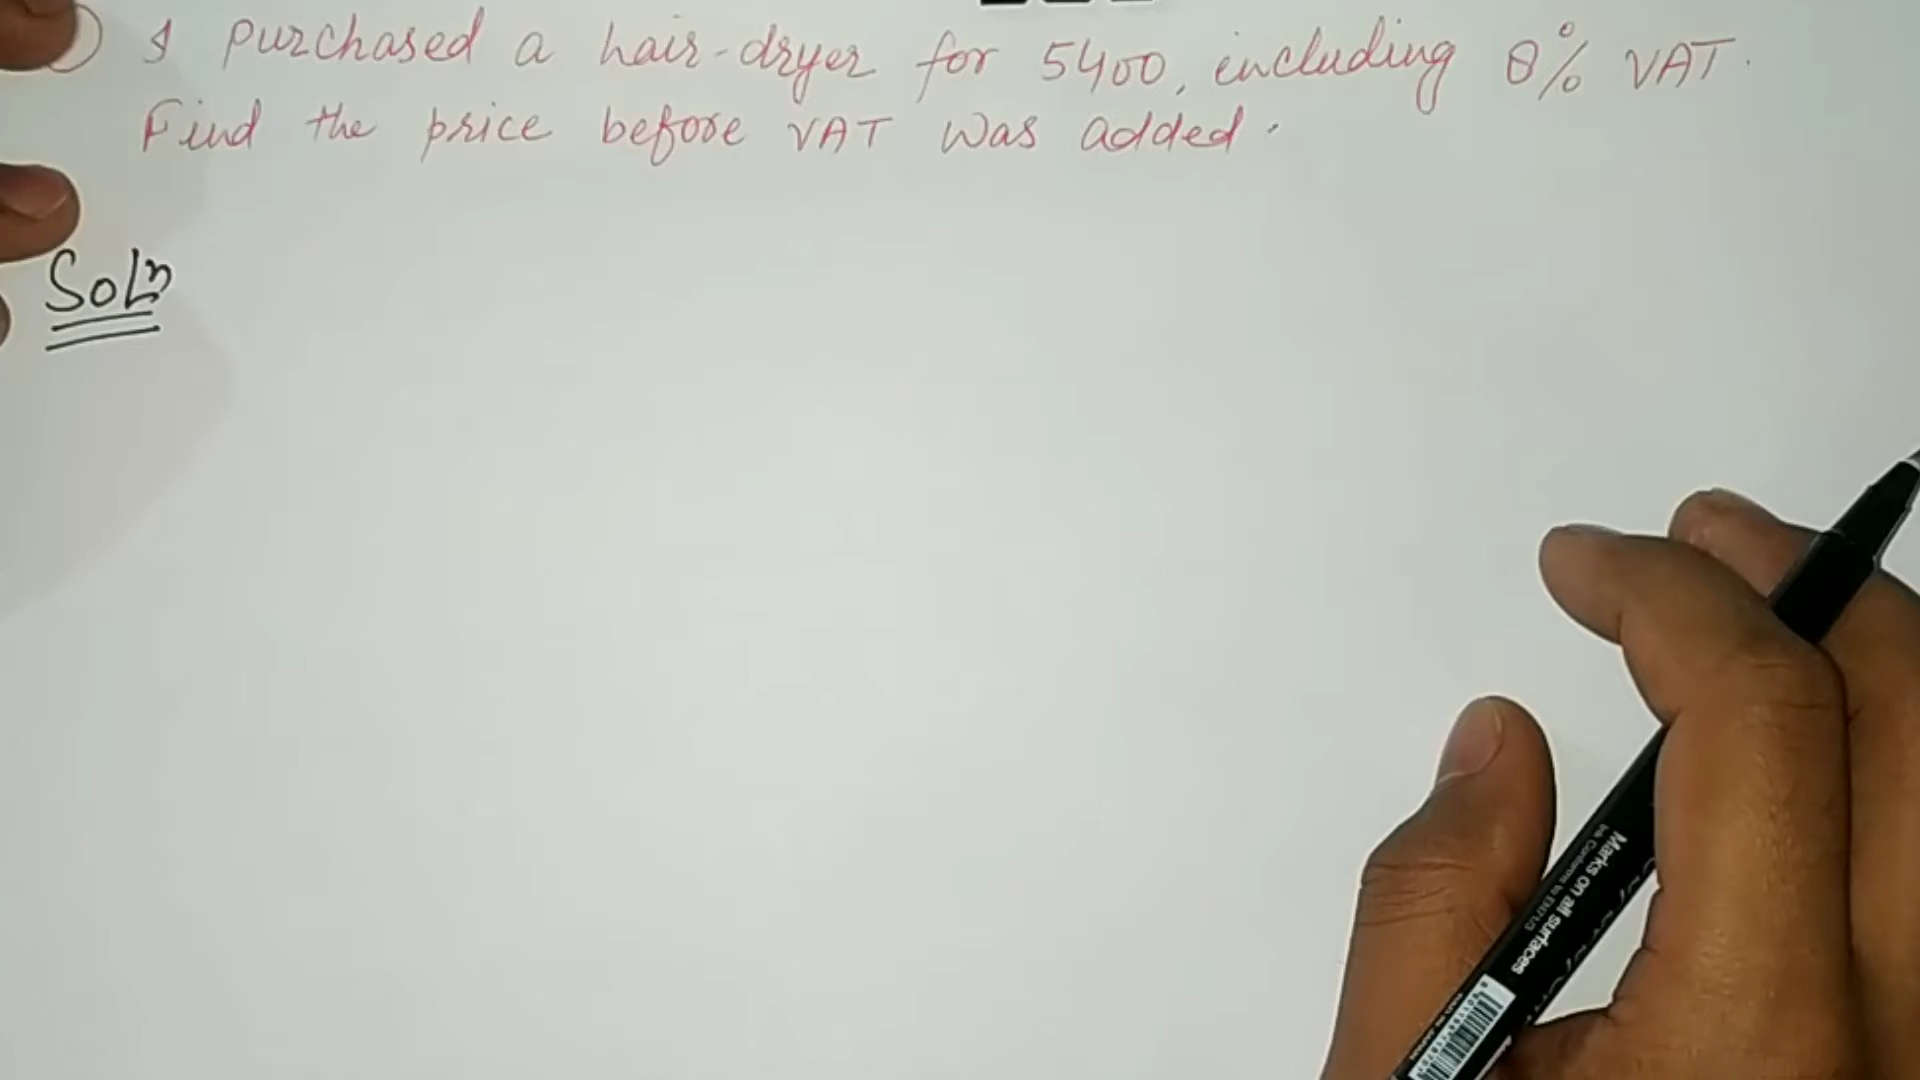 ) I purchased a hair-dryer for 5400, including 8% VAT.
Find the price before VAT was added.
Soln
Marks on all surfaces